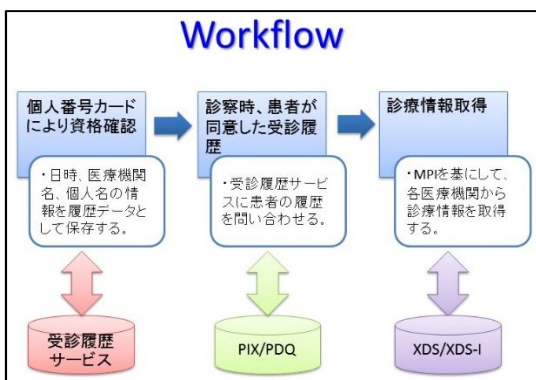 Workflow
個人番号カード
により資格確認
診察時、患者が
同意した受診履
歴
診療情報取得
・日時、医療機関
名、個人名の情
報を履歴データと
して保存する。
・受診履歴サービ
スに患者の履歴
を問い合わせる。
・MPIを基にして、
各医療機関から
診療情報を取得
する。
受診履歴
サービス
PIX/PDQ
XDS/XDS-I